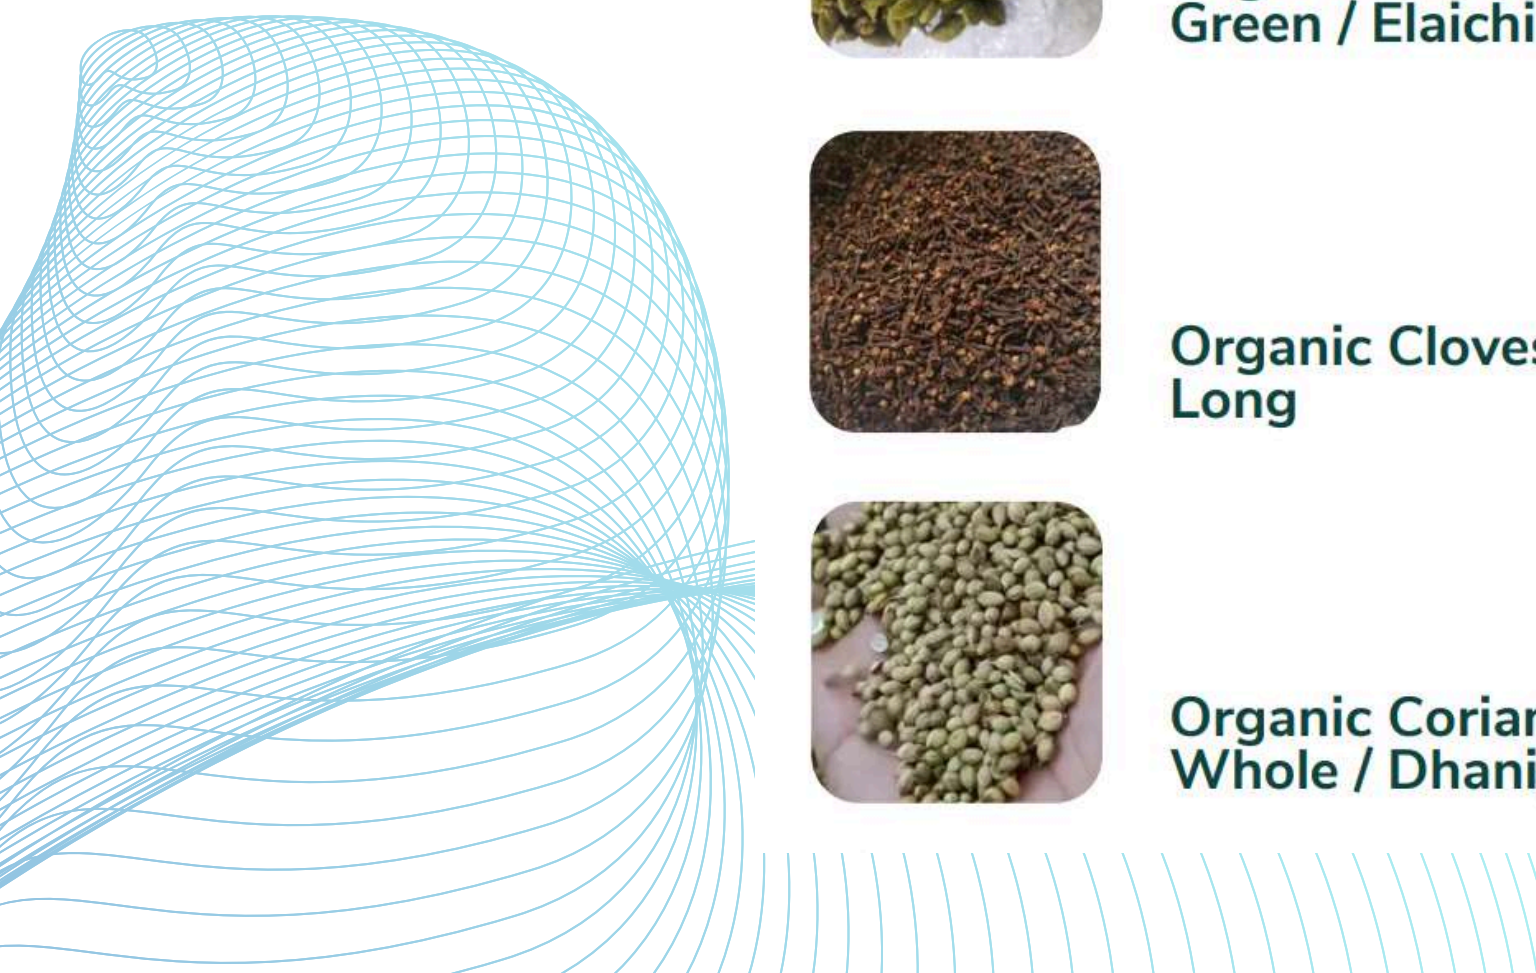 Green / Elaichi
Organic Cloves
Long
Organic Corian
Whole / Dhani